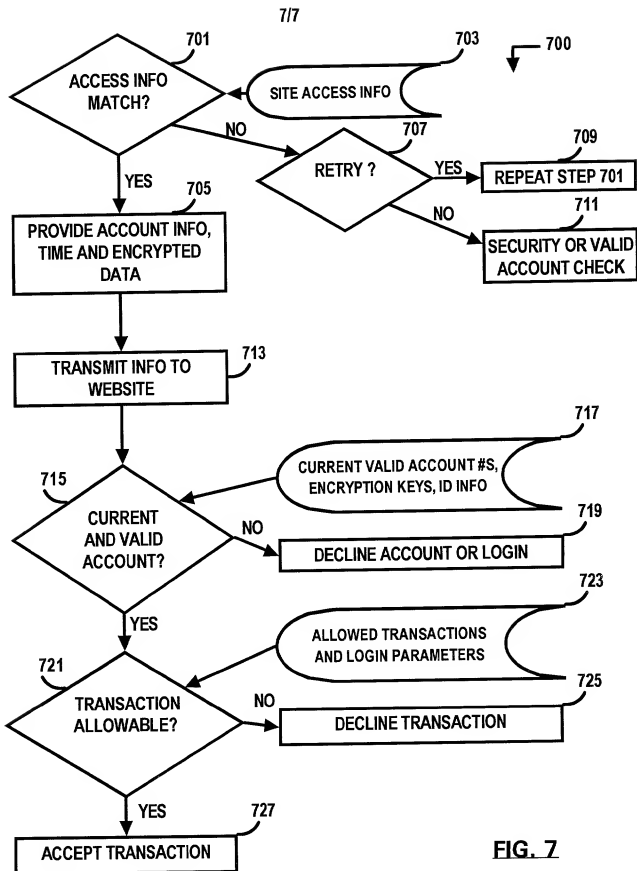 7/7
701
703
700
ACCESS INFO
MATCH?
SITE ACCESS INFO
NO
707
709
RETRY ?
YES
REPEAT STEP 701
YES
NO
711
705
PROVIDE ACCOUNT INFO,
TIME AND ENCRYPTED
DATA
SECURITY OR VALID
ACCOUNT CHECK
713
TRANSMIT INFO TO
WEBSITE
717
715
CURRENT VALID ACCOUNT #S,
ENCRYPTION KEYS, ID INFO
CURRENT
AND VALID
ACCOUNT?
NO
719
DECLINE ACCOUNT OR LOGIN
723
YES
ALLOWED TRANSACTIONS
AND LOGIN PARAMETERS
721
725
TRANSACTION
ALLOWABLE?
NO
DECLINE TRANSACTION
YES
727
ACCEPT TRANSACTION
FIG. 7